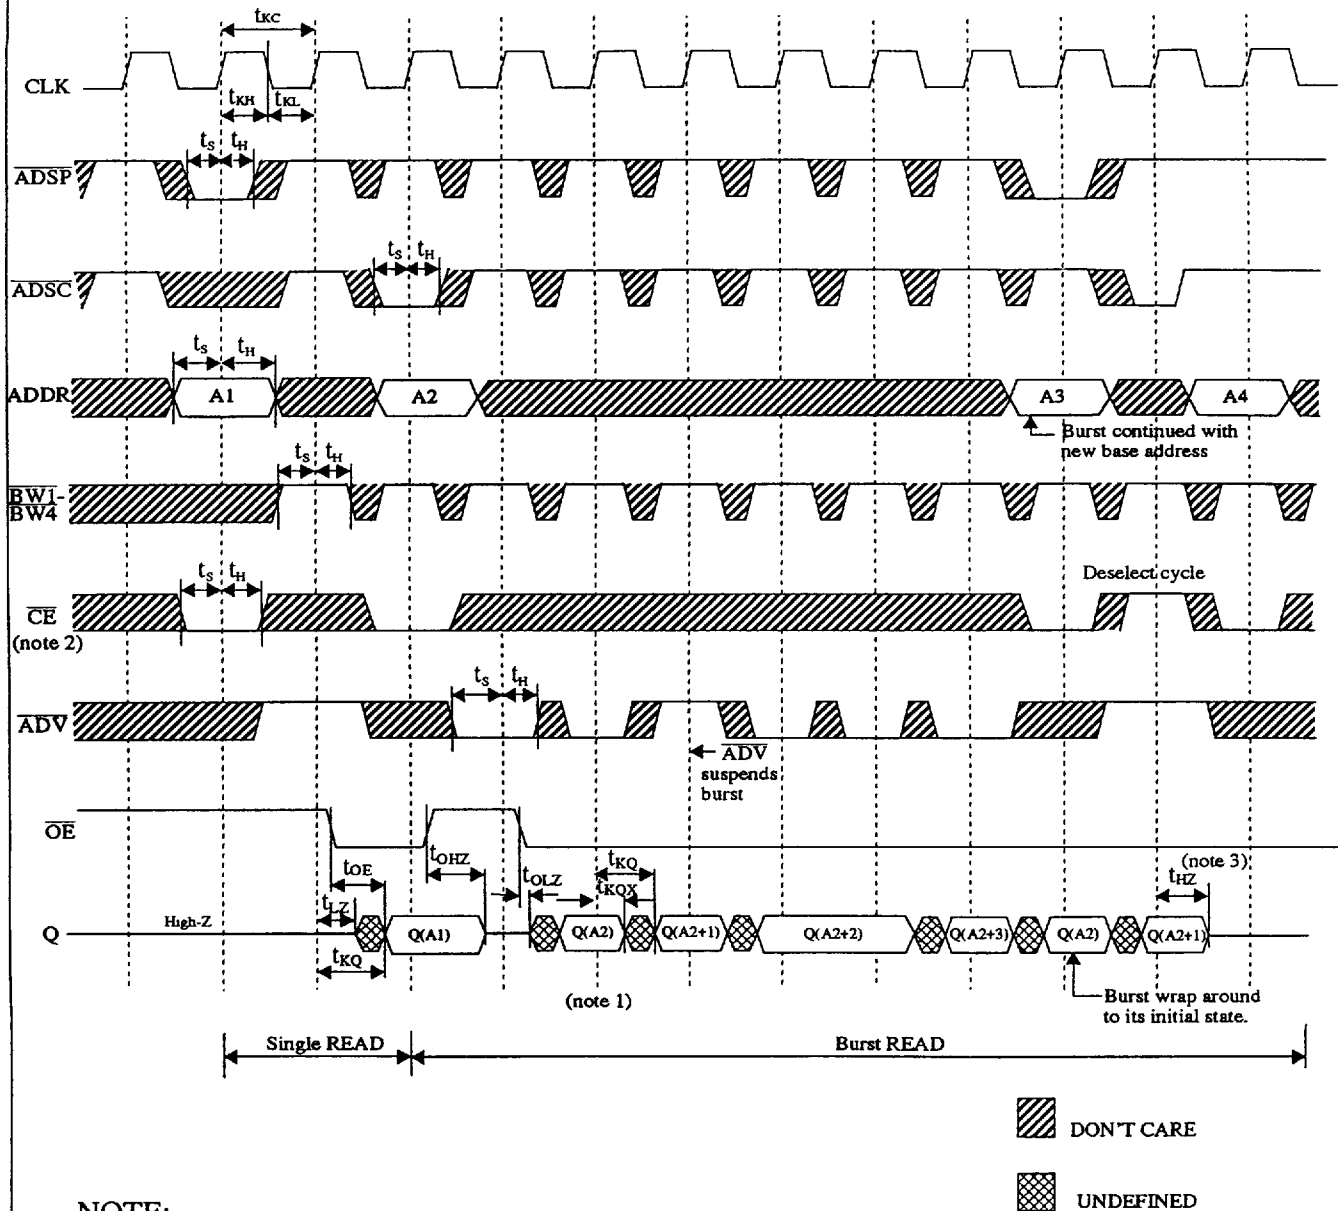 tKC
CLK
tKH tKL
tS tH
ADSP
tS tH
ADSC
tS tH
ADDR A1 A2 A3 A4
Burst continued with
new base address
tS tH
BW1-
BW4
Deselect cycle
tS tH
CE
(note 2)
tS tH
ADV
ADV
suspends
burst
OE
(note 3)
tOE tOHZ tOLZ tKQ tHZ
tKQX
tLZ
Q High-Z Q(A1) Q(A2) Q(A2+1) Q(A2+2) Q(A2+3) Q(A2) Q(A2+1)
tKQ
(note 1)
Burst wrap around
to its initial state.
Single READ Burst READ
DON'T CARE
UNDEFINED
NOTE: